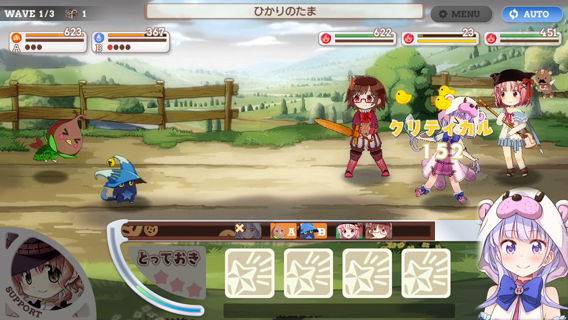 WAVE 1/3 1
ひかりのたま
MENU
AUTO
623
A
367
B
622
23
451
クリティカル
152
A
B
とっておき
SUPPORT